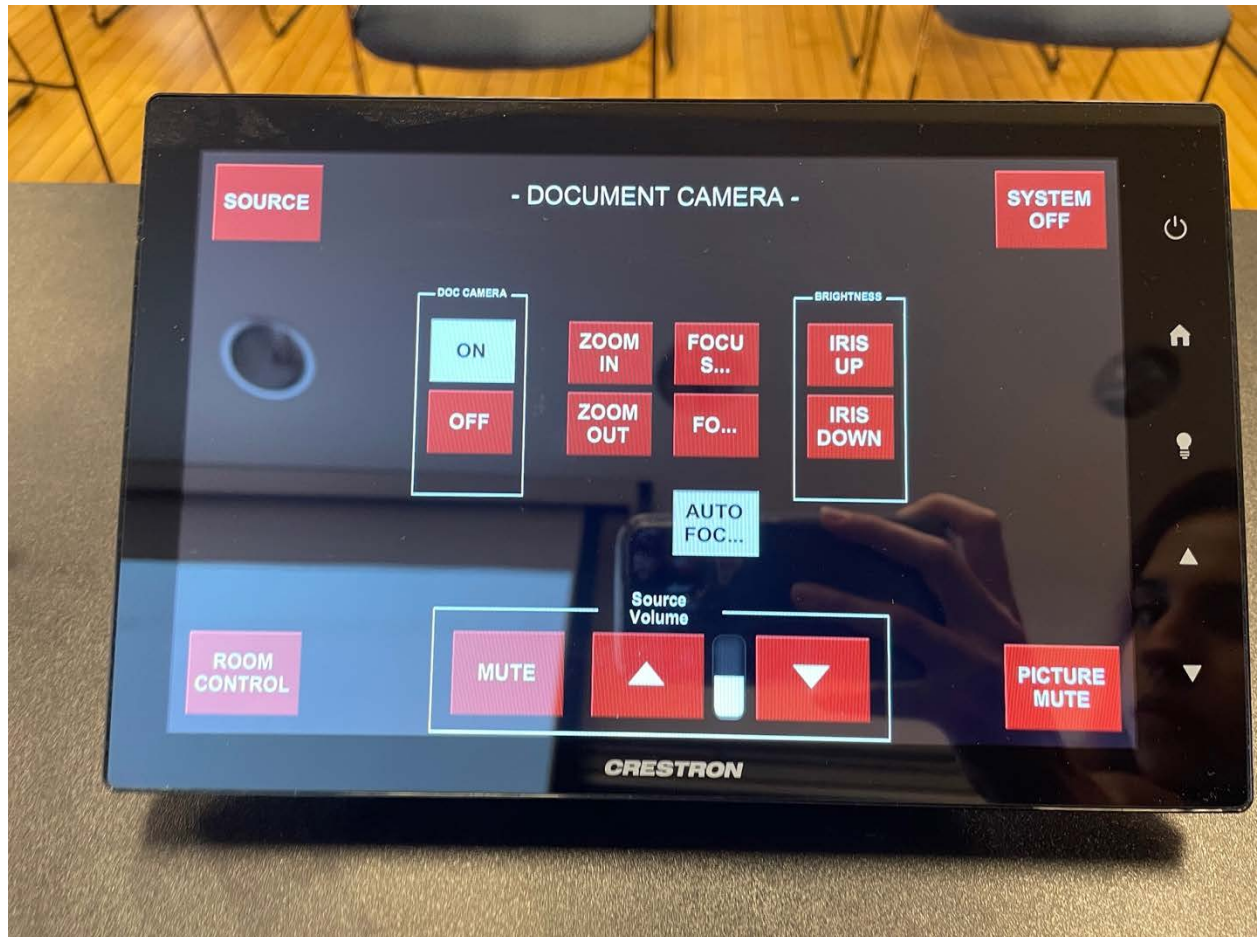 SOURCE
- DOCUMENT CAMERA -
SYSTEM
OFF
DOC CAMERA
BRIGHTNESS
ON
ZOOM
IN
FOCU
S...
IRIS
UP
OFF
ZOOM
OUT
FO...
IRIS
DOWN
AUTO
FOC...
Source
Volume
ROOM
CONTROL
MUTE
PICTURE
MUTE
CRESTRON